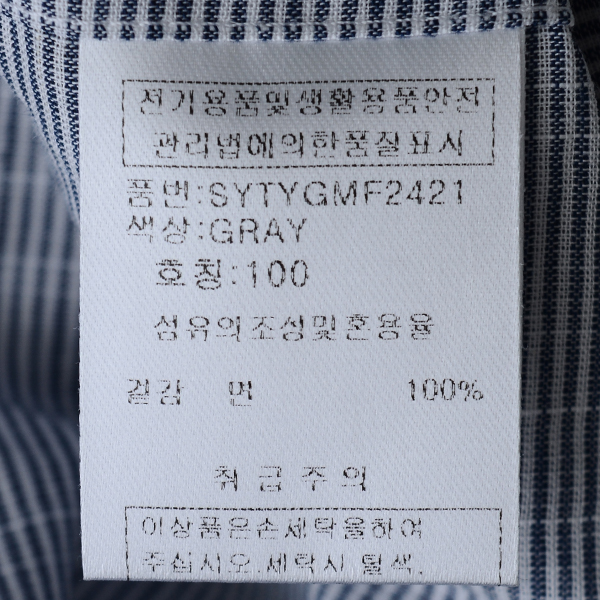 전기용품및생활용품안전
관리법에의한품질표시
품번:SYTYGMF2421
색상:GRAY
호칭:100
섬유의조성및혼용율
겉감 면 100%
취급주의
이상품은손세탁을하여
주십시오.세탁시 탈색,